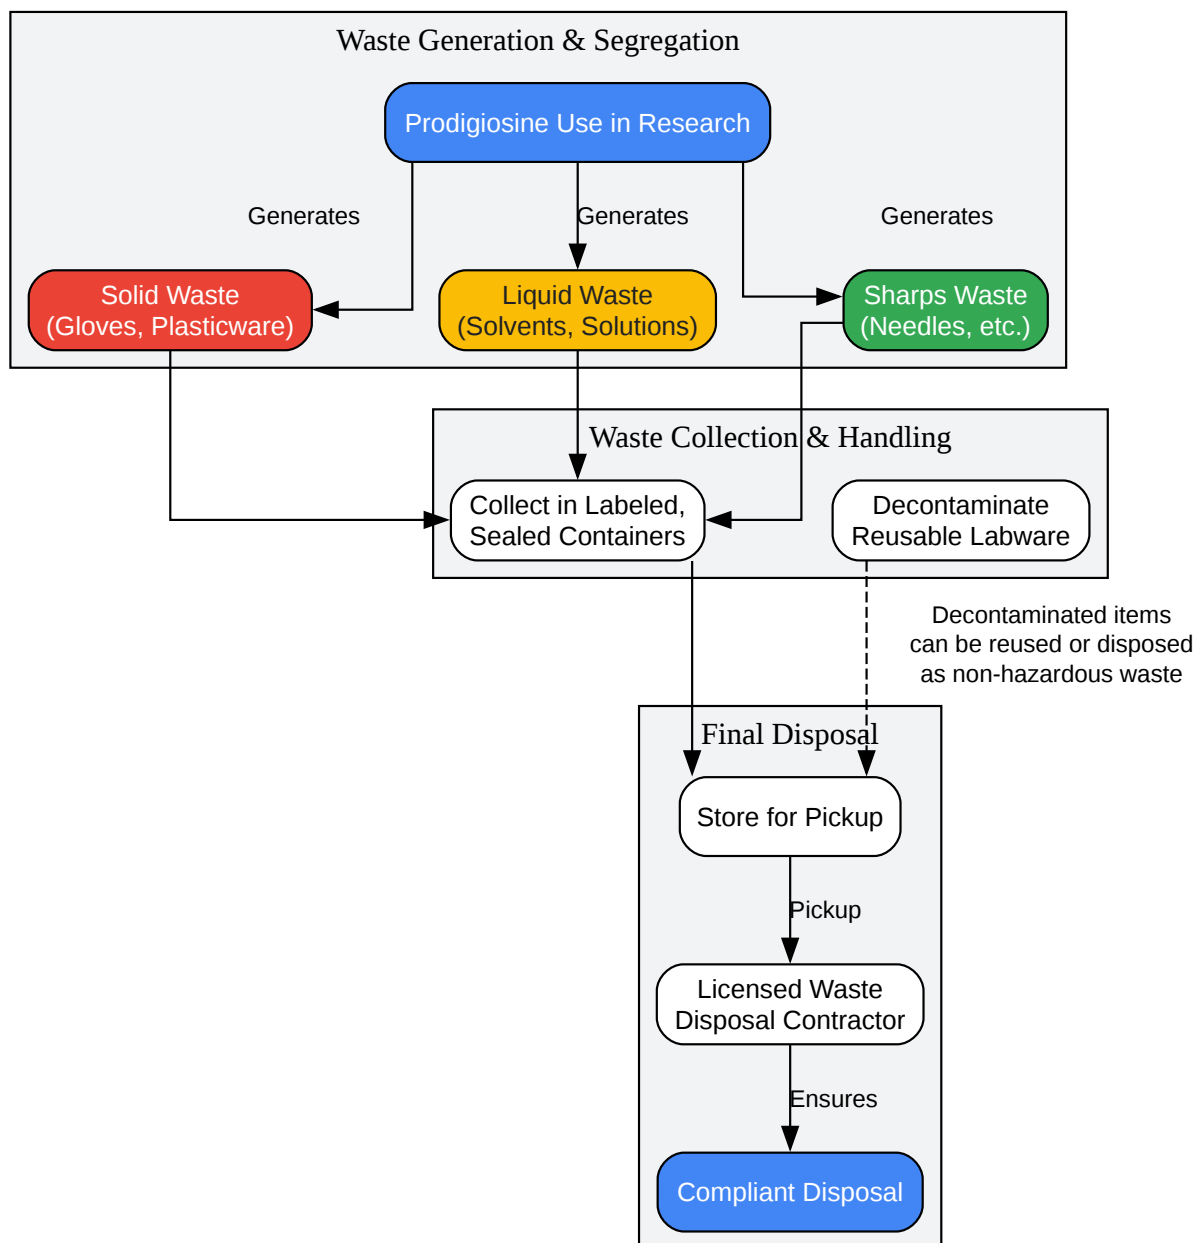 Waste Generation & Segregation
Prodigiosine Use in Research
Generates
Generates
Generates
Solid Waste
(Gloves, Plasticware)
Liquid Waste
(Solvents, Solutions)
Sharps Waste
(Needles, etc.)
Waste Collection & Handling
Collect in Labeled,
Sealed Containers
Decontaminate
Reusable Labware
Decontaminated items
can be reused or disposed
as non-hazardous waste
Final Disposal
Store for Pickup
Pickup
Licensed Waste
Disposal Contractor
Ensures
Compliant Disposal